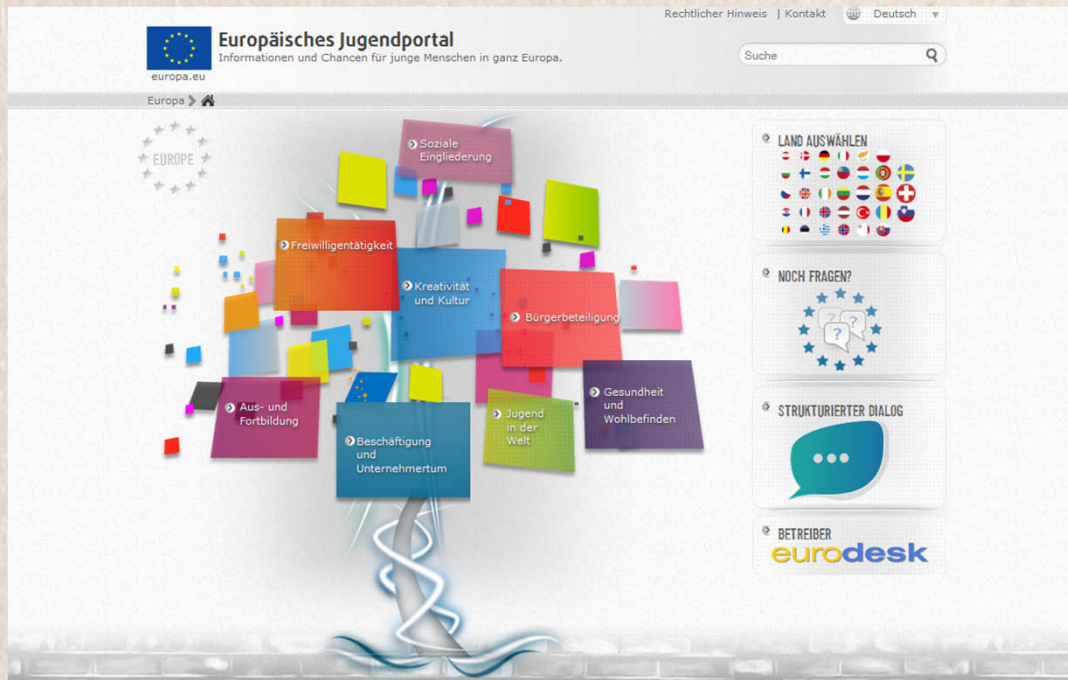 Rechtlicher Hinweis | Kontakt
Deutsch
Europäisches Jugendportal
Informationen und Chancen für junge Menschen in ganz Europa.
europa.eu
Suche
Europa
EUROPE
Soziale
Eingliederung
Freiwilligentätigkeit
Kreativität
und Kultur
Bürgerbeteiligung
Gesundheit
und
Wohlbefinden
Aus- und
Fortbildung
Jugend
in der
Welt
Beschäftigung
und
Unternehmertum
LAND AUSWÄHLEN
NOCH FRAGEN?
? ?
?
STRUKTURIERTER DIALOG
BETREIBER
eurodesk